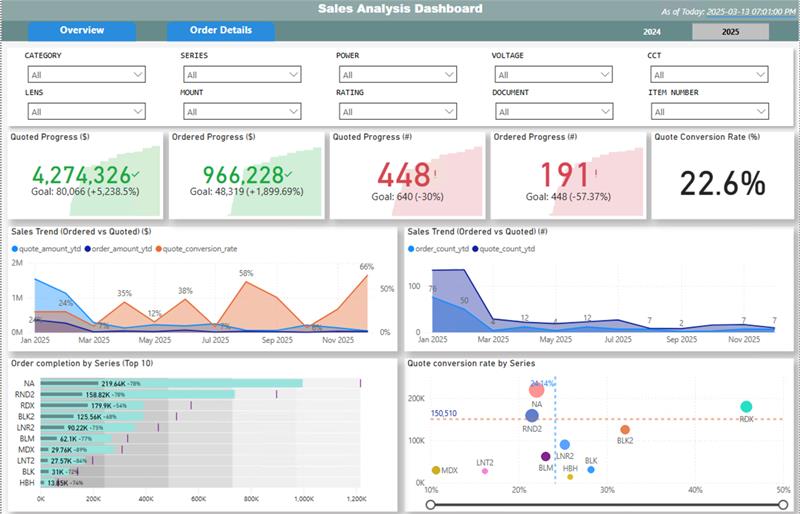 Sales Analysis Dashboard
As of Today: 2025-03-13 07:01:00 PM
Overview Order Details 2024 2025
CATEGORY SERIES POWER VOLTAGE CCT
All All All All All
LENS MOUNT RATING DOCUMENT ITEM NUMBER
All All All All All
Quoted Progress ($) Ordered Progress ($) Quoted Progress (#) Ordered Progress (#) Quote Conversion Rate (%)
4,274,326 966,228 448! 191! 22.6%
Goal: 80,066 (+5,238.5%) Goal: 48,319 (+1,899.69%) Goal: 640 (-30%) Goal: 448 (-57.37%)
Sales Trend (Ordered vs Quoted) ($)
quote_amount_ytd order_amount_ytd quote_conversion_rate
2M
1M
0M
50%
0%
24% 24% 7% 35% 12% 38% 7% 58% 66%
Jan 2025 Mar 2025 May 2025 Jul 2025 Sep 2025 Nov 2025
Sales Trend (Ordered vs Quoted) (#)
order_count_ytd quote_count_ytd
100
0
76 50 4 12 4 12 7 2 7 7
Jan 2025 Mar 2025 May 2025 Jul 2025 Sep 2025 Nov 2025
Order completion by Series (Top 10)
NA 219.64K -78%
RND2 158.82K -78%
RDX 179.9K -54%
BLK2 125.56K -68%
LNR2 90.22K -75%
BLM 62.1K -77%
MDX 29.76K -89%
LNT2 27.57K -84%
BLK 31K -72%
HBH 13.85K -74%
0K 200K 400K 600K 800K 1,000K 1,200K
Quote conversion rate by Series
200K
100K
0K
150,510
24.14%
NA
RND2
RDX
BLK2
LNR2
BLM
HBH
BLK
LNT2
MDX
10% 20% 30% 40% 50%